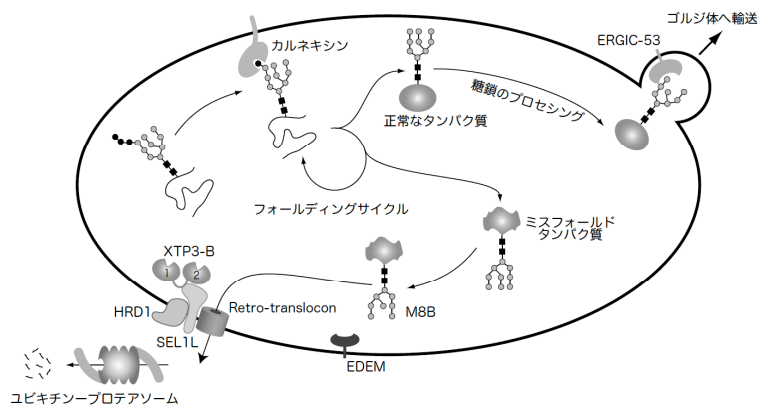 ゴルジ体へ輸送
ERGIC-53
カルネキシン
糖鎖のプロセシング
正常なタンパク質
フォールディングサイクル
ミスフォールド
タンパク質
XTP3-B
1
2
HRD1
Retro-translocon
M8B
SEL1L
EDEM
ユビキチンープロテアソーム